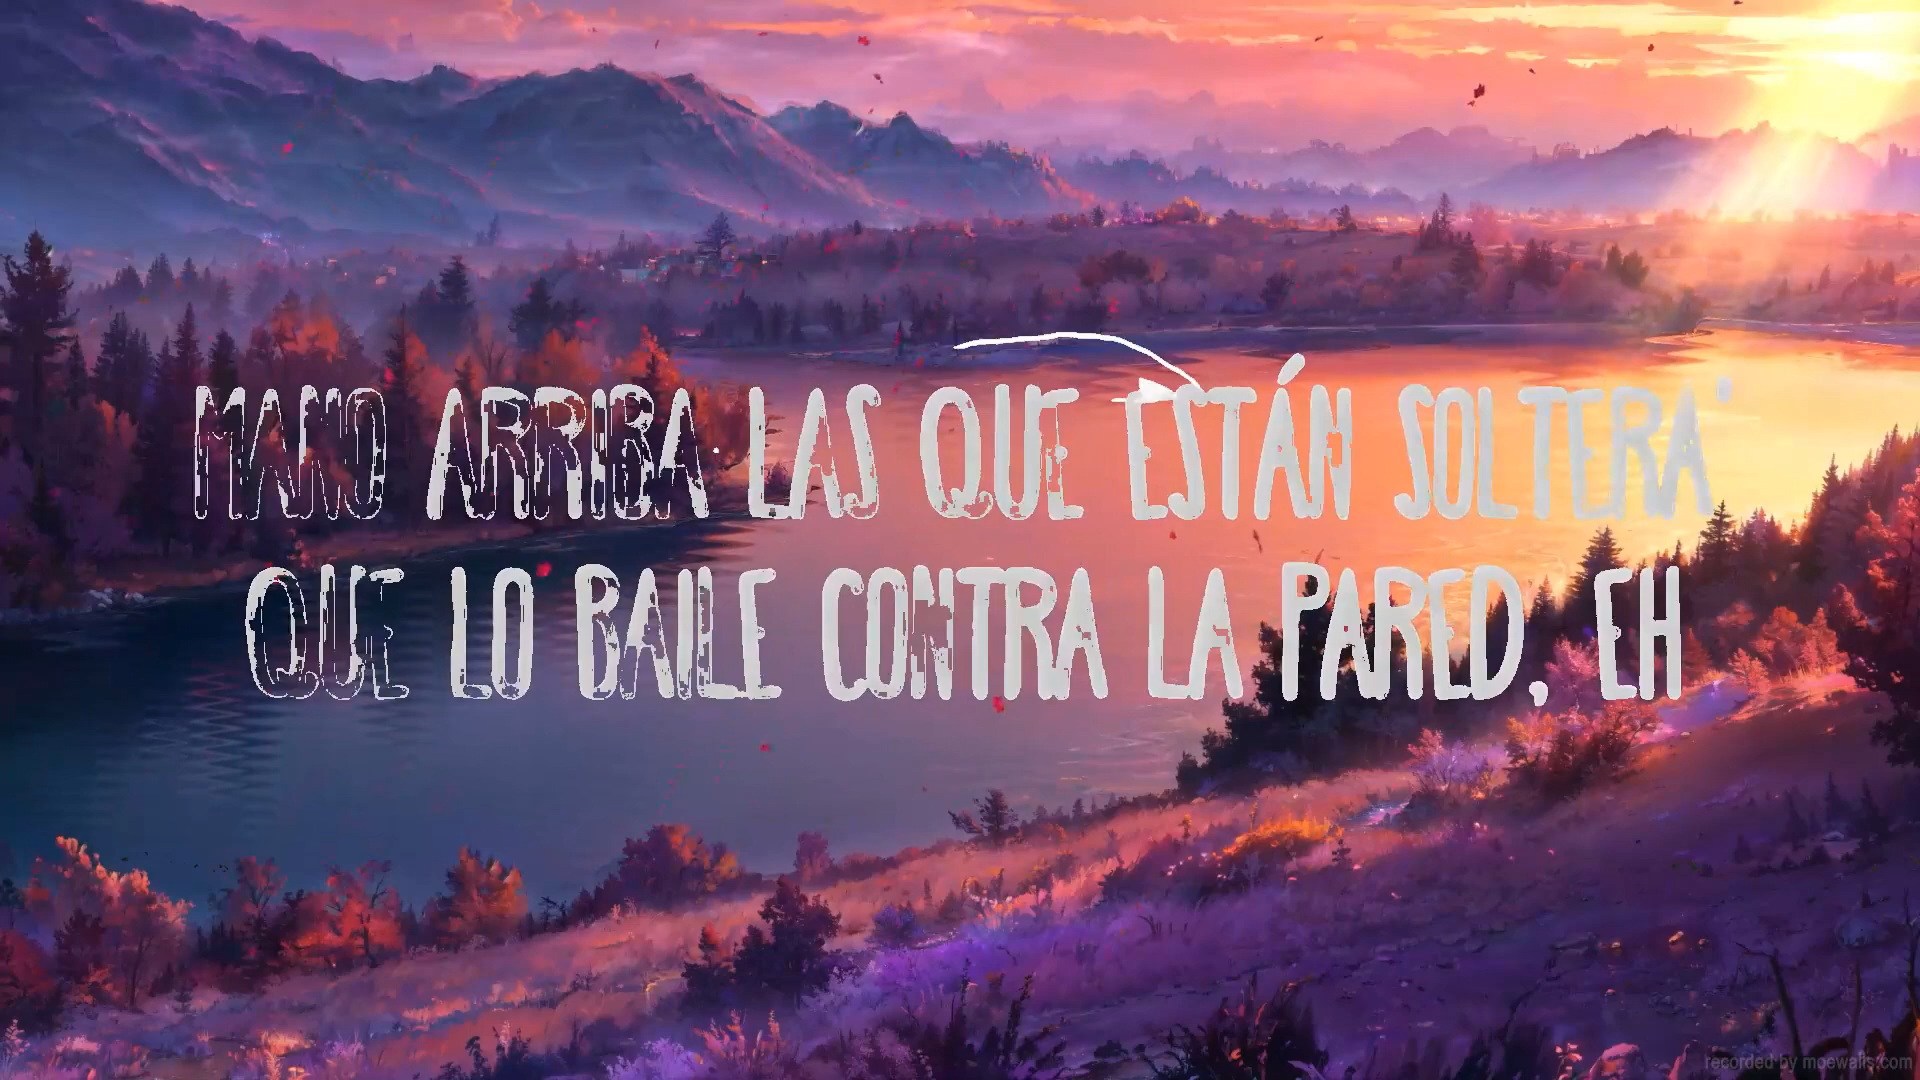 MANO ARRIBA LAS QUE ESTÁN SOLTERA'
QUE LO BAILE CONTRA LA PARED, EH
recorded by moewalls.com